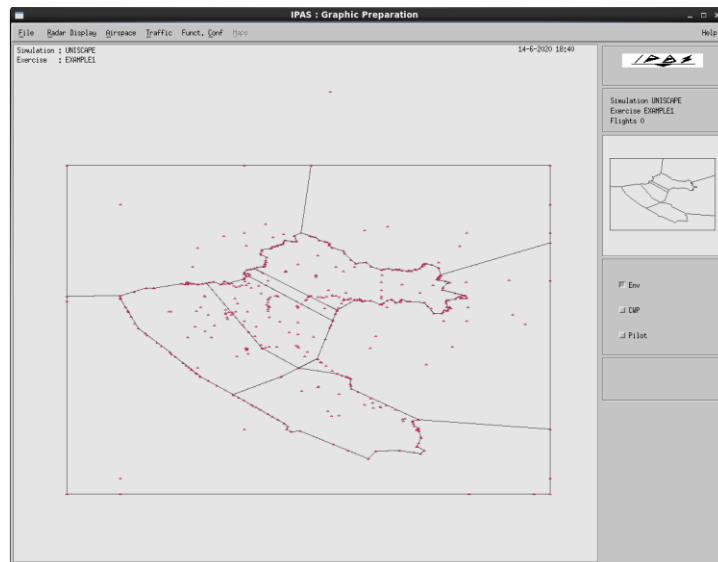 IPAS : Graphic Preparation
File Radar Display Airspace Traffic Funct. Conf Maps Help
Simulation : UNISCAPE
Exercise : EXAMPLE1
14-6-2020 18:40
IPAS
Simulation UNISCAPE
Exercise EXAMPLE1
Flights 0
Env
CWP
Pilot